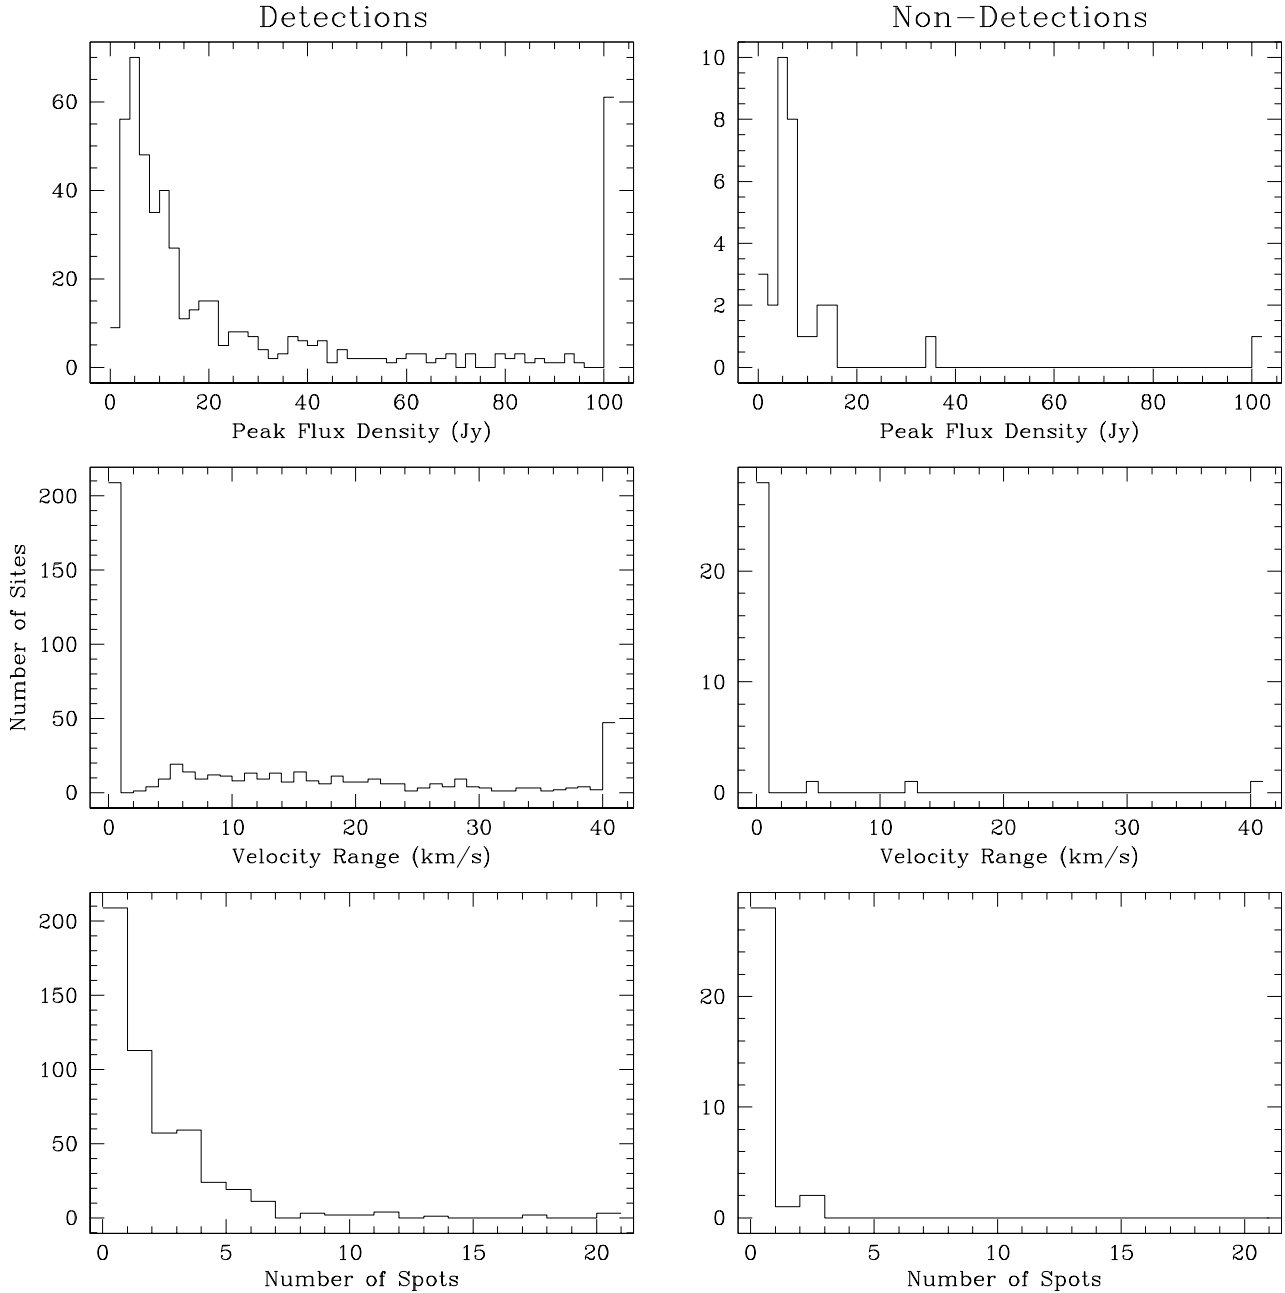 Detections
Non-Detections
60
40
20
0
0 20 40 60 80 100
Peak Flux Density (Jy)
10
8
6
4
2
0
0 20 40 60 80 100
Peak Flux Density (Jy)
Number of Sites
200
150
100
50
0
0 10 20 30 40
Velocity Range (km/s)
20
10
0
0 10 20 30 40
Velocity Range (km/s)
200
150
100
50
0
0 5 10 15 20
Number of Spots
20
10
0
0 5 10 15 20
Number of Spots